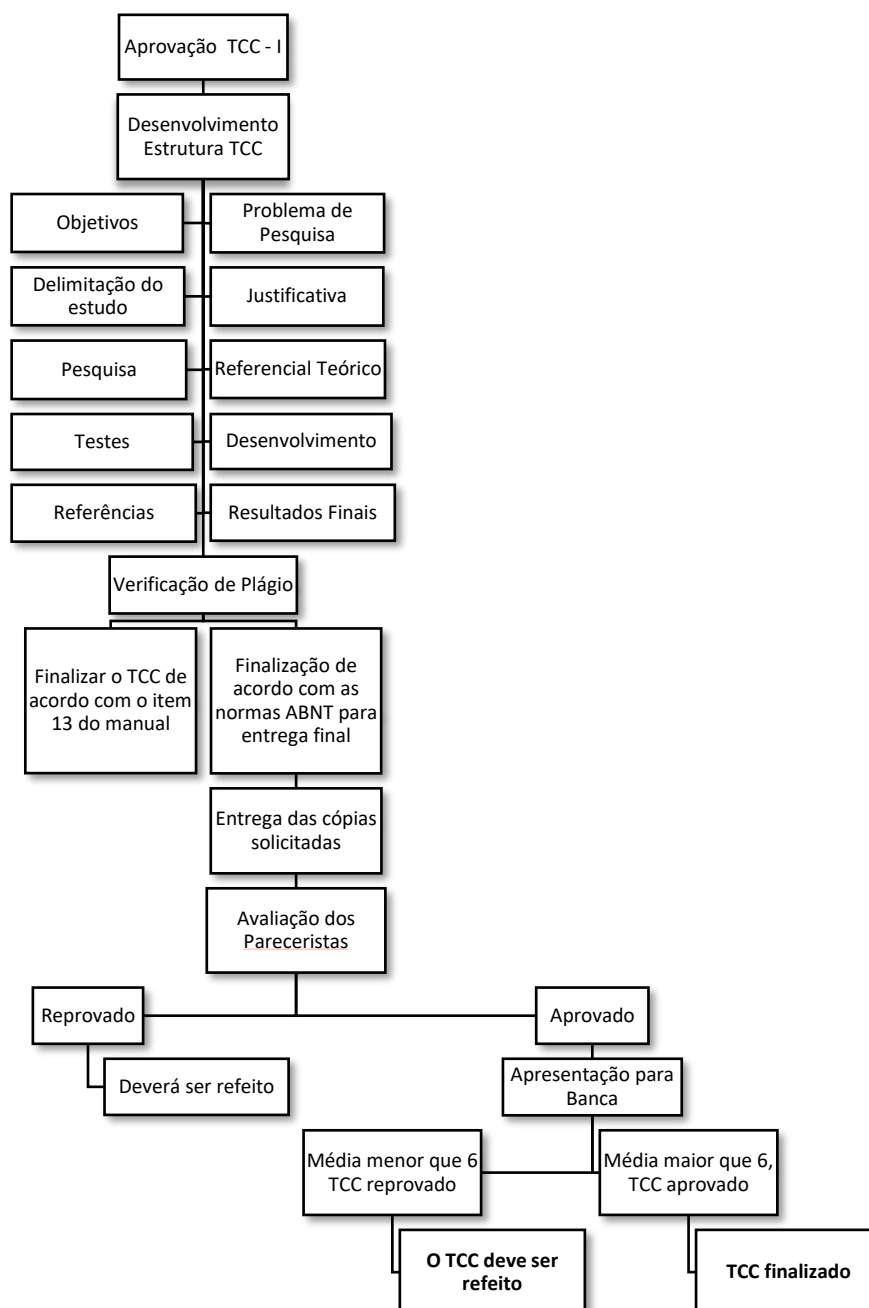 Aprovação TCC - I
Desenvolvimento
Estrutura TCC
Objetivos
Problema de
Pesquisa
Delimitação do
estudo
Justificativa
Pesquisa
Referencial Teórico
Testes
Desenvolvimento
Referências
Resultados Finais
Verificação de Plágio
Finalizar o TCC de
acordo com o item
13 do manual
Finalização de
acordo com as
normas ABNT para
entrega final
Entrega das cópias
solicitadas
Avaliação dos
Pareceristas
Reprovado
Deverá ser refeito
Aprovado
Apresentação para
Banca
Média menor que 6
TCC reprovado
O TCC deve ser
refeito
Média maior que 6,
TCC aprovado
TCC finalizado